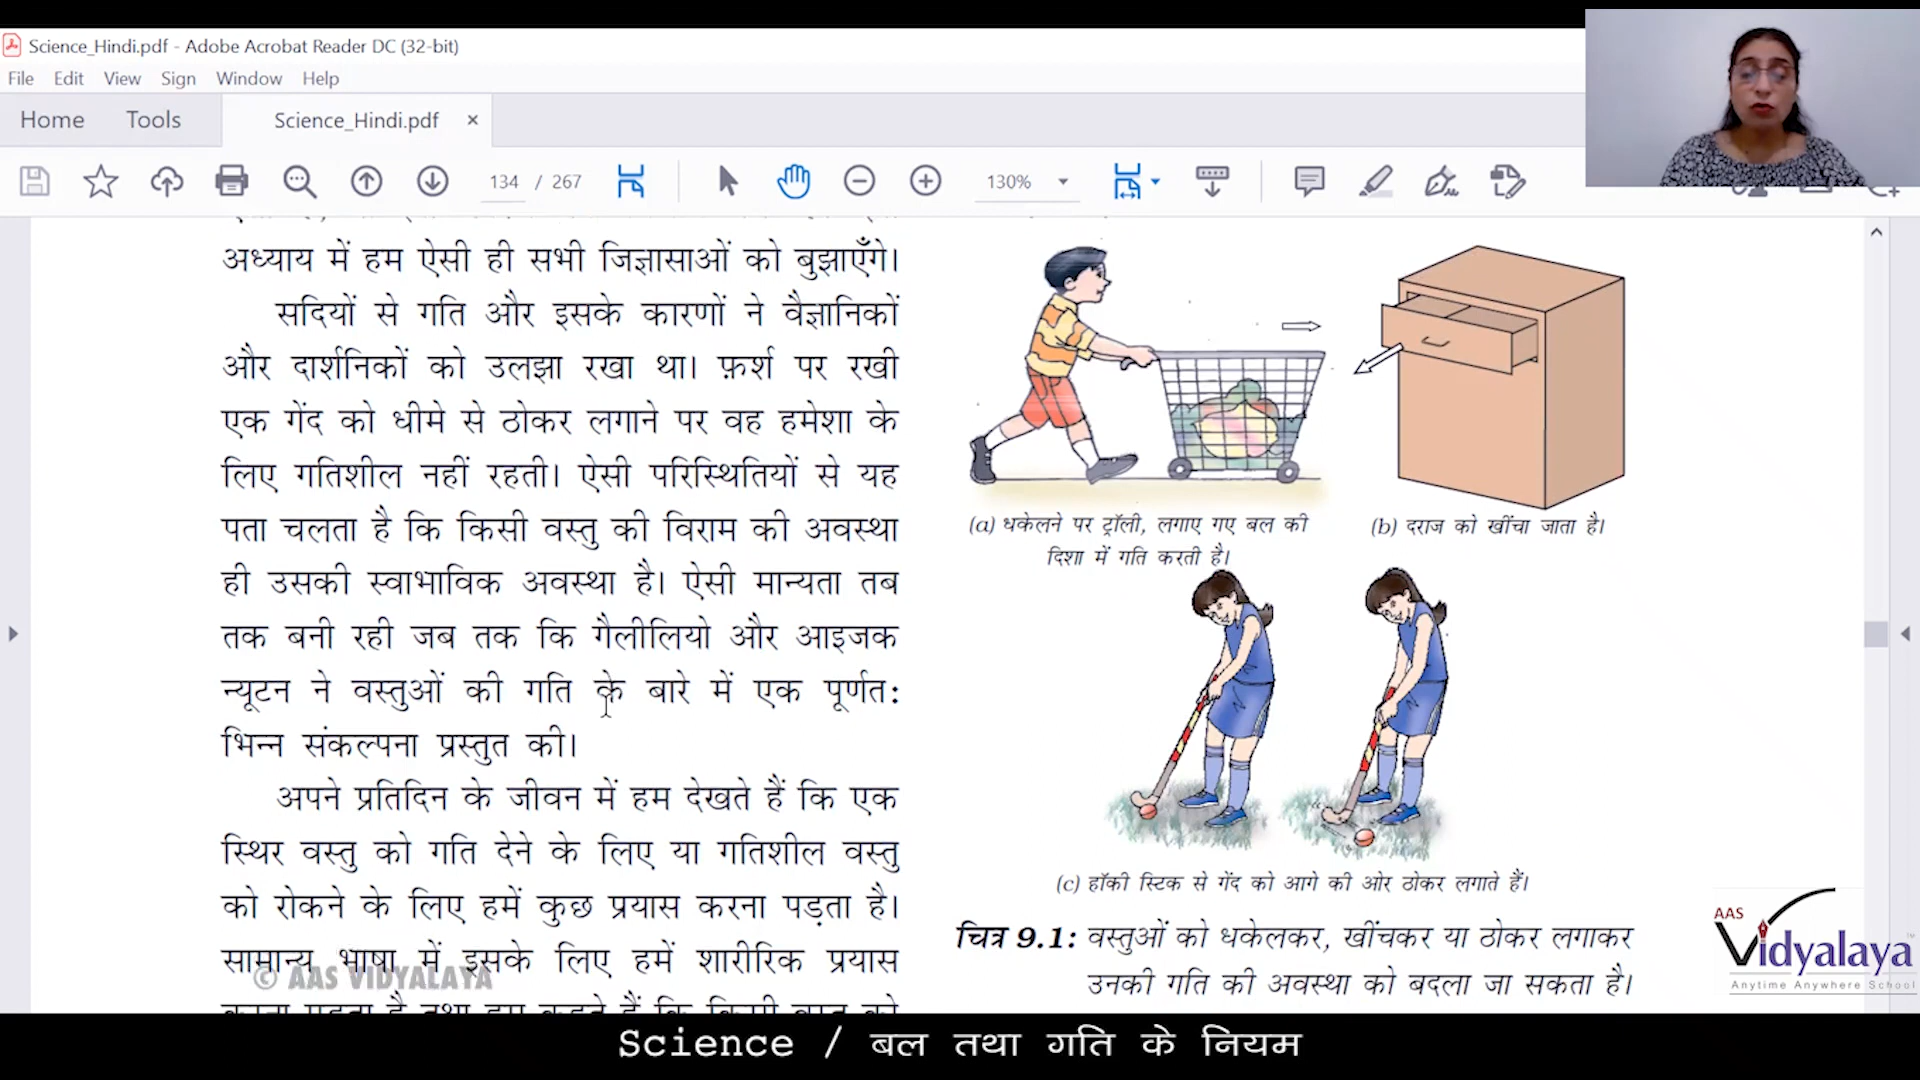 Science_Hindi.pdf - Adobe Acrobat Reader DC (32-bit)
File Edit View Sign Window Help
Home Tools Science_Hindi.pdf ×
134 / 267 130%
अध्याय में हम ऐसी ही सभी जिज्ञासाओं को बुझाएँगे।
सदियों से गति और इसके कारणों ने वैज्ञानिकों
और दार्शनिकों को उलझा रखा था। फ़र्श पर रखी
एक गेंद को धीमे से ठोकर लगाने पर वह हमेशा के
लिए गतिशील नहीं रहती। ऐसी परिस्थितियों से यह
पता चलता है कि किसी वस्तु की विराम की अवस्था
ही उसकी स्वाभाविक अवस्था है। ऐसी मान्यता तब
तक बनी रही जब तक कि गैलीलियो और आइजक
न्यूटन ने वस्तुओं की गति के बारे में एक पूर्णत:
भिन्न संकल्पना प्रस्तुत की।
अपने प्रतिदिन के जीवन में हम देखते हैं कि एक
स्थिर वस्तु को गति देने के लिए या गतिशील वस्तु
को रोकने के लिए हमें कुछ प्रयास करना पड़ता है।
सामान्य भाषा में इसके लिए हमें शारीरिक प्रयास
© AAS VIDYALAYA
(a) धकेलने पर ट्रॉली, लगाए गए बल की
दिशा में गति करती है।
(b) दराज को खींचा जाता है।
(c) हॉकी स्टिक से गेंद को आगे की ओर ठोकर लगाते हैं।
चित्र 9.1: वस्तुओं को धकेलकर, खींचकर या ठोकर लगाकर
उनकी गति की अवस्था को बदला जा सकता है।
AAS
Vidyalaya
Anytime Anywhere School
Science / बल तथा गति के नियम